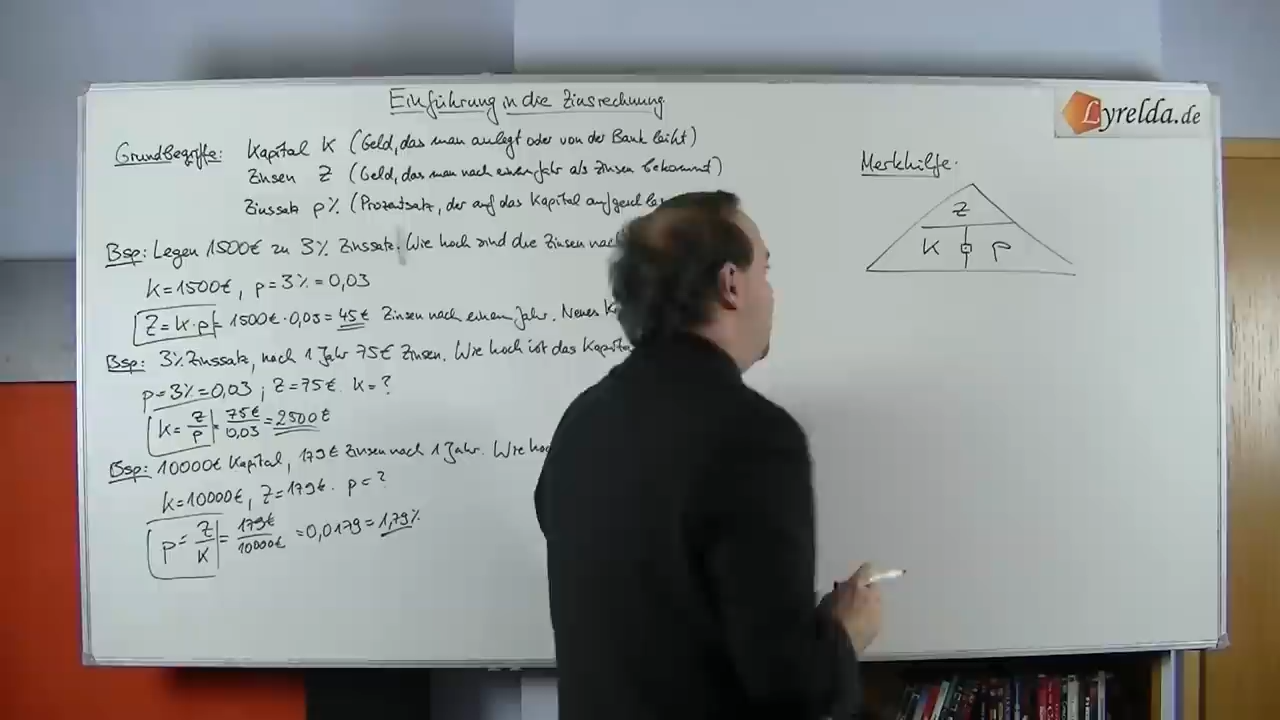 Einführung in die Zinsrechnung
Lyrelda.de
Grundbegriffe: Kapital K (Geld, das man anlegt oder von der Bank leiht)
Zinsen Z (Geld, das man nach einem Jahr als Zinsen bekommt)
Zinssatz p% (Prozentsatz, der auf das Kapital
Bsp: Legen 1500€ zu 3% Zinssatz. Wie hoch sind die Zinsen
K=1500€, p=3%=0,03
Z=K·p = 1500€·0,03=45€ Zinsen nach einem Jahr. Neues
Bsp: 3% Zinssatz, nach 1 Jahr 75€ Zinsen. Wie hoch ist das
p=3%=0,03; Z=75€. K=?
K=Z/p = 75€/0,03 = 2500€
Bsp: 10000€ Kapital, 179€ Zinsen nach 1 Jahr. Wie
K=10000€, Z=179€. p=?
p=Z/K = 179€/10000€ = 0,0179=1,79%
Merkhilfe:
Z
K · p